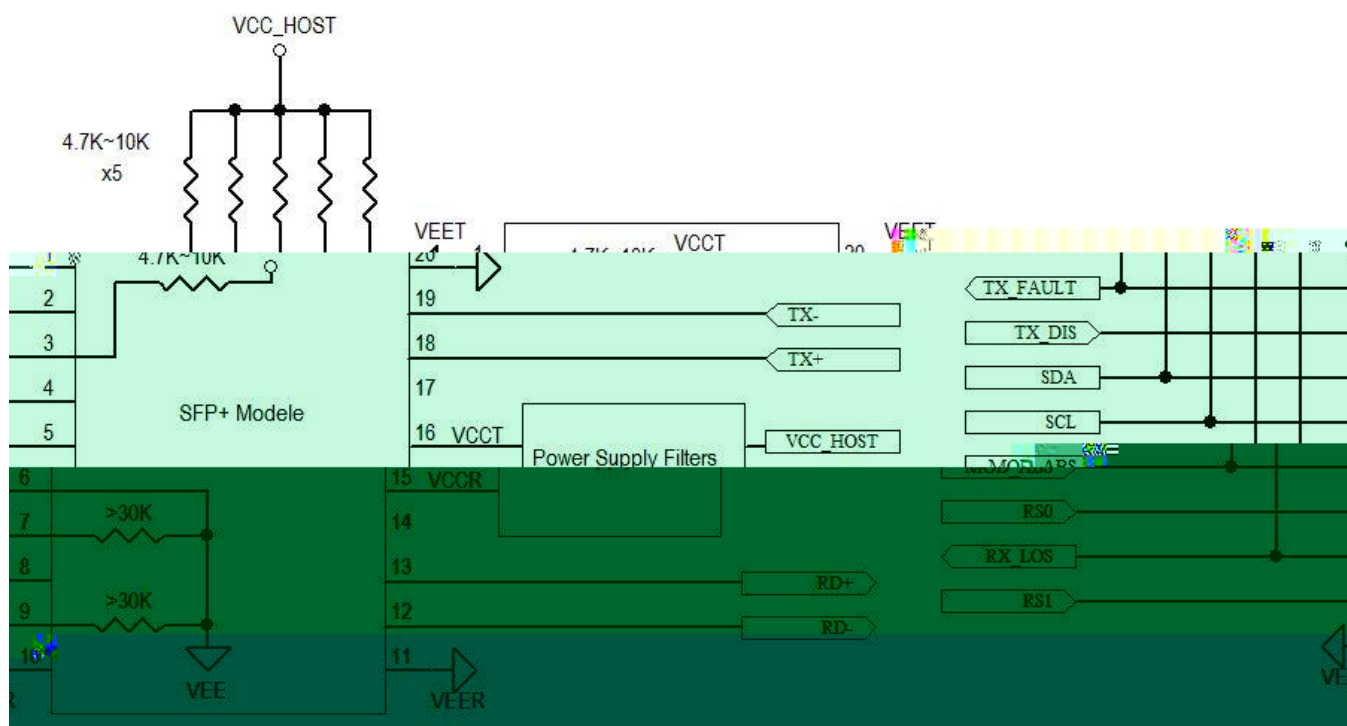 VCC_HOST
4.7K~10K
x5
VEET
VCCT
4.7K~10K
20
1
2
19
TX-
TX_FAULT
3
18
TX+
TX_DIS
4
17
SDA
SFP+ Modele
5
16 VCCT
VCC_HOST
SCL
Power Supply Filters
6
15 VCCR
7
>30K
14
RS0
8
13
RD+
RX_LOS
9
>30K
12
RD-
RS1
10
11
VEE
VEER